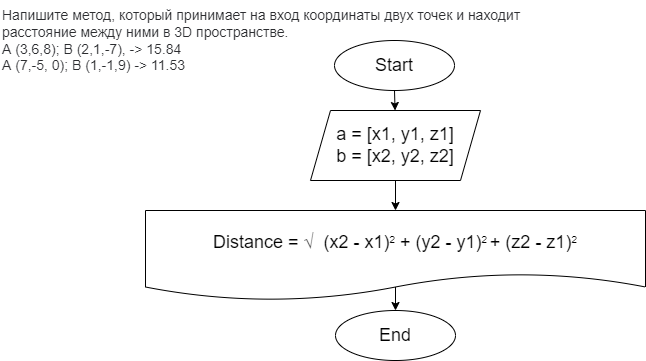 Напишите метод, который принимает на вход координаты двух точек и находит
расстояние между ними в 3D пространстве.
A (3,6,8); B (2,1,-7), -> 15.84
A (7,-5, 0); B (1,-1,9) -> 11.53
Start
a = [x1, y1, z1]
b = [x2, y2, z2]
Distance = √ (x2 - x1)² + (y2 - y1)² + (z2 - z1)²
End